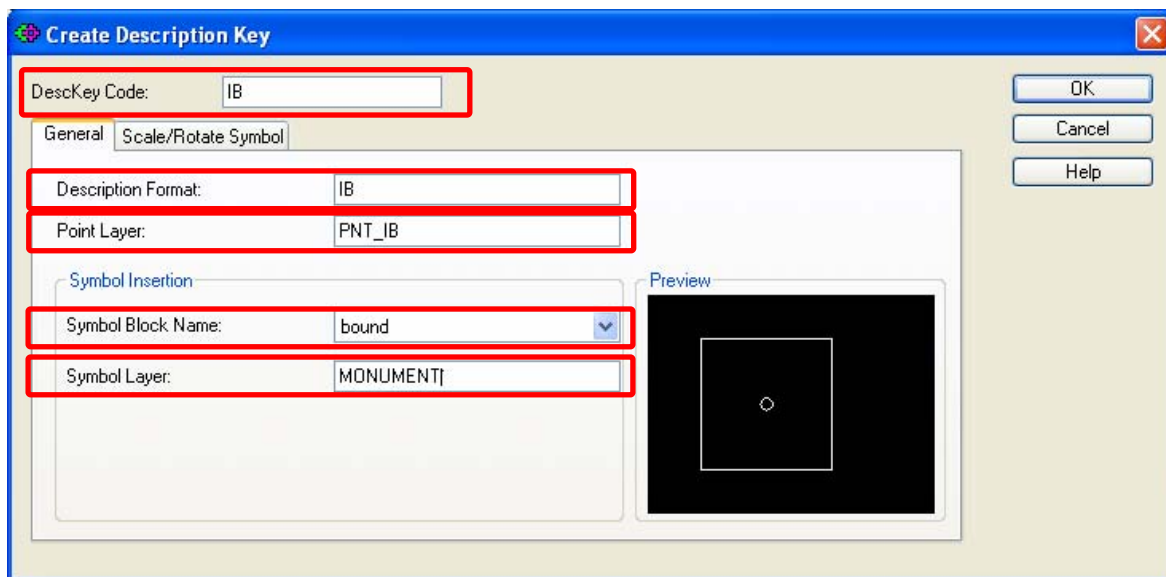 Create Description Key
DescKey Code: IB
OK
General Scale/Rotate Symbol
Cancel
Help
Description Format: IB
Point Layer: PNT_IB
Symbol Insertion
Preview
Symbol Block Name: bound
Symbol Layer: MONUMENT